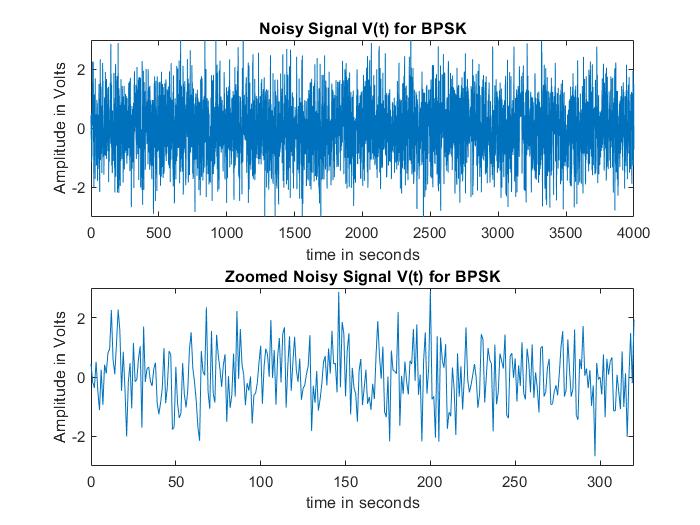 Noisy Signal V(t) for BPSK
Amplitude in Volts
2
0
-2
0 500 1000 1500 2000 2500 3000 3500 4000
time in seconds
Zoomed Noisy Signal V(t) for BPSK
Amplitude in Volts
2
0
-2
0 50 100 150 200 250 300
time in seconds